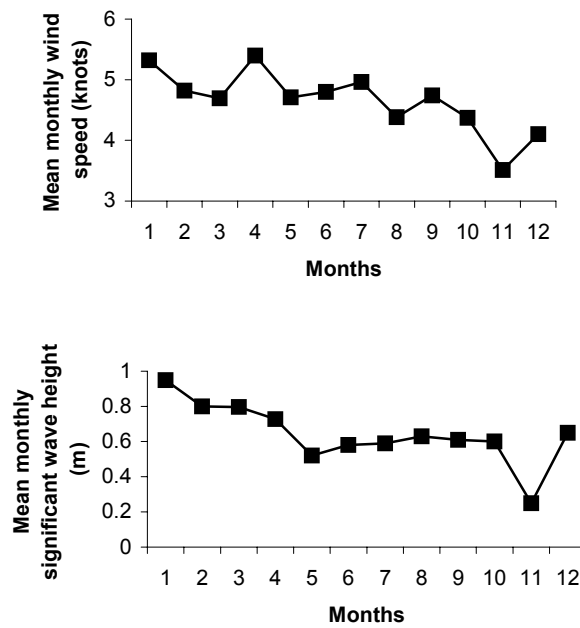 Mean monthly wind
speed (knots)
6
5
4
3
1 2 3 4 5 6 7 8 9 10 11 12
Months
Mean monthly
significant wave height
(m)
1
0.8
0.6
0.4
0.2
0
1 2 3 4 5 6 7 8 9 10 11 12
Months